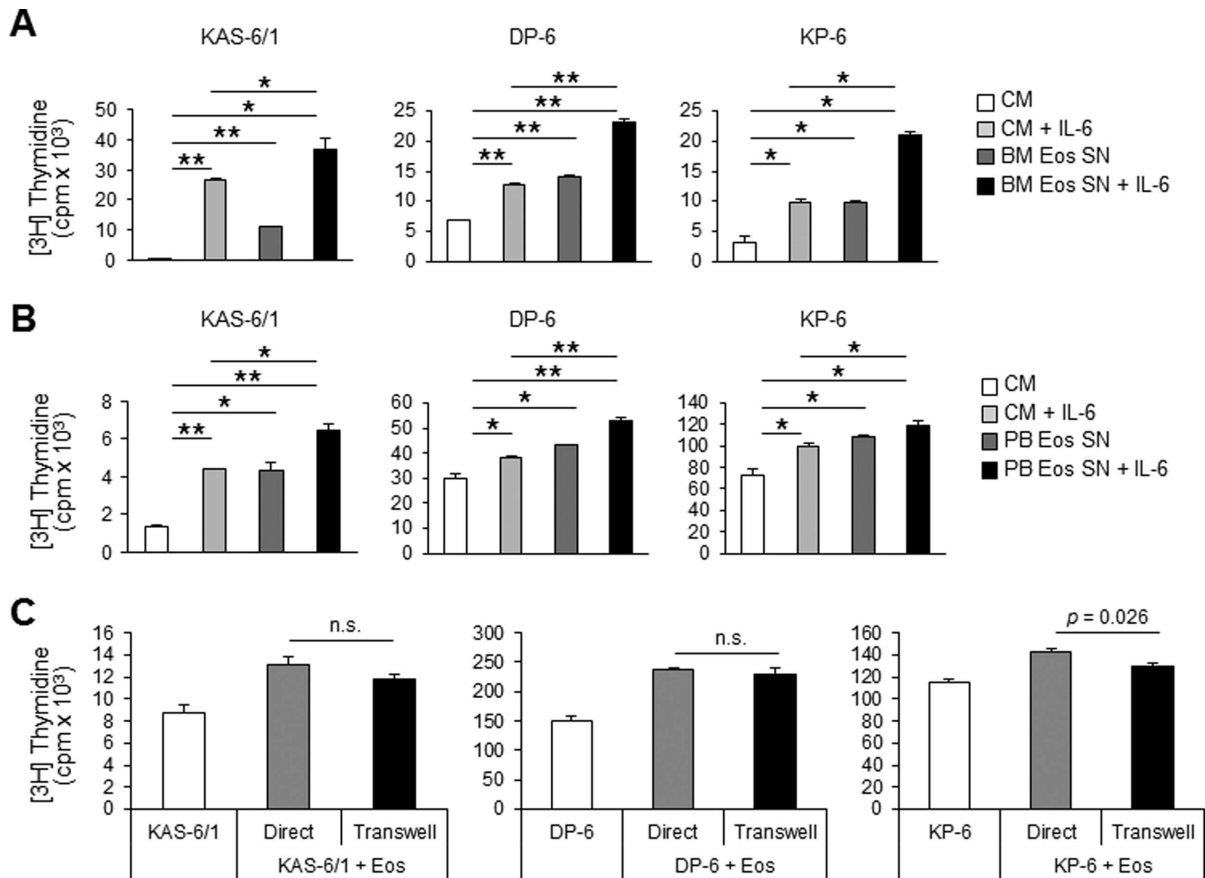 A
KAS-6/1
DP-6
KP-6
[3H] Thymidine
(cpm x 10³)
50
40
30
20
10
0
**
**
*
*
25
20
15
10
5
0
**
**
**
**
25
20
15
10
5
0
*
*
*
*
CM
CM + IL-6
BM Eos SN
BM Eos SN + IL-6
B
KAS-6/1
DP-6
KP-6
[3H] Thymidine
(cpm x 10³)
8
6
4
2
0
**
*
**
*
60
50
40
30
20
10
0
*
*
**
**
140
120
100
80
60
40
20
0
*
*
*
*
CM
CM + IL-6
PB Eos SN
PB Eos SN + IL-6
C
[3H] Thymidine
(cpm x 10³)
16
14
12
10
8
6
4
2
0
n.s.
KAS-6/1
Direct
Transwell
KAS-6/1 + Eos
300
250
200
150
100
50
0
n.s.
DP-6
Direct
Transwell
DP-6 + Eos
160
140
120
100
80
60
40
20
0
p = 0.026
KP-6
Direct
Transwell
KP-6 + Eos